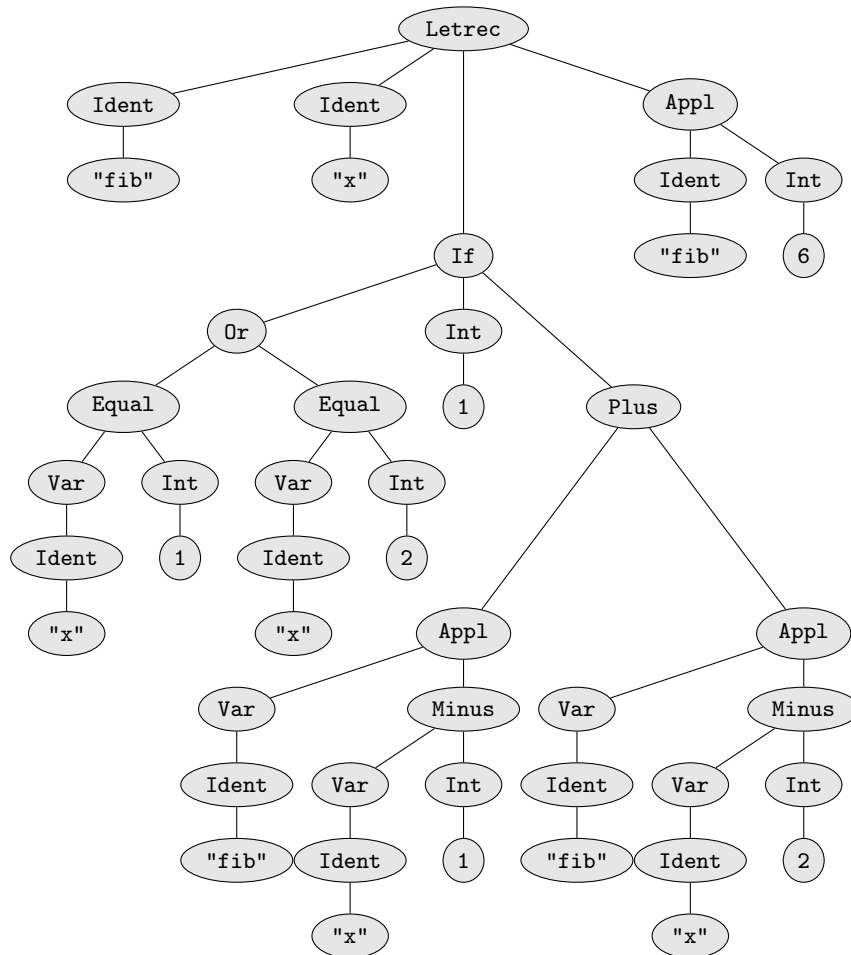 Letrec
Ident Ident Appl
"fib" "x" Ident Int
If "fib" 6
Or Int
Equal Equal 1 Plus
Var Int Var Int
Ident 1 Ident 2
"x" "x" Appl Appl
Var Minus Var Minus
Ident Var Int Ident Var Int
"fib" Ident 1 "fib" Ident 2
"x" "x"